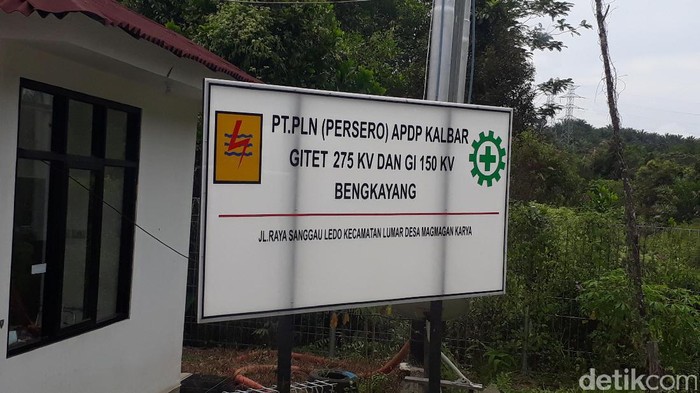 PT.PLN (PERSERO) APDP KALBAR
GITET 275 KV DAN GI 150 KV
BENGKAYANG
JL.RAYA SANGGAU LEDO KECAMATAN LUMAR DESA MAGMAGAN KARYA
detikcom